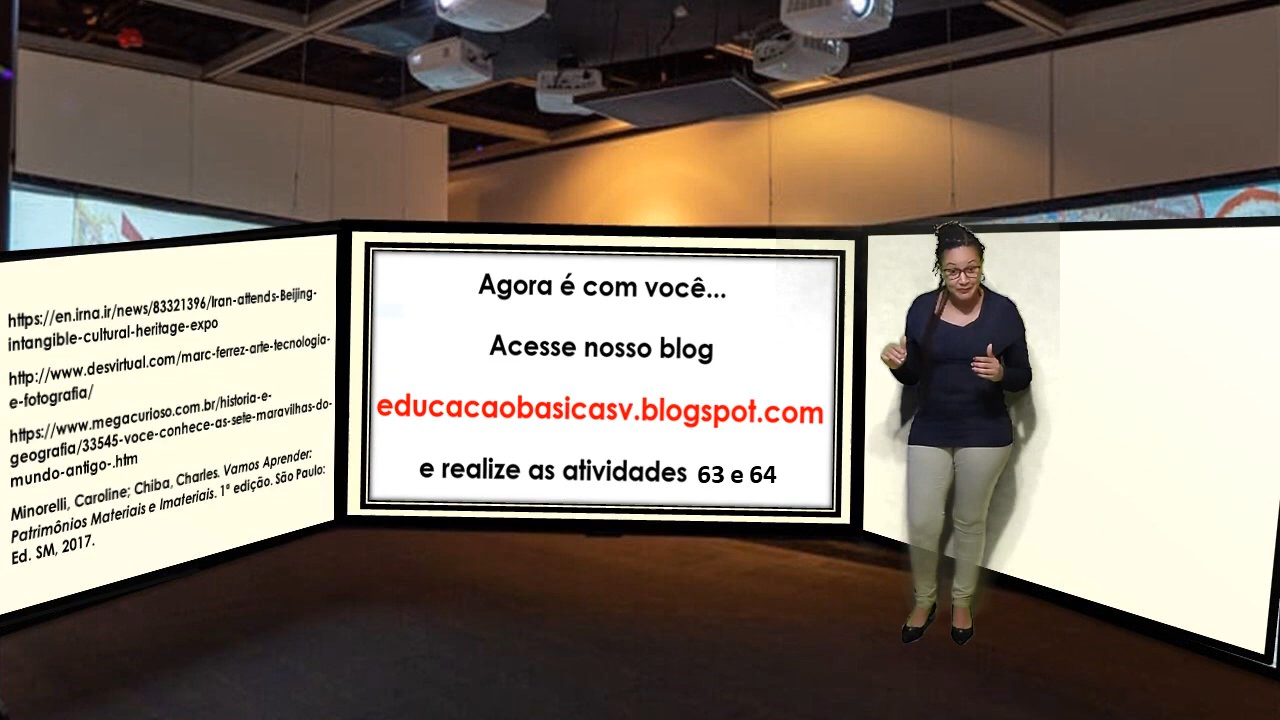 https://en.irna.ir/news/83321396/Iran-attends-Beijing-
intangible-cultural-heritage-expo
http://www.desvirtual.com/marc-ferrez-arte-tecnologia-
e-fotografia/
https://www.megacurioso.com.br/historia-e-
geografia/33545-voce-conhece-as-sete-maravilhas-do-
mundo-antigo-.htm
Minorelli, Caroline; Chiba, Charles. Vamos Aprender:
Patrimônios Materiais e Imateriais. 1ª edição. São Paulo:
Ed. SM, 2017.
Agora é com você...
Acesse nosso blog
educacaobasicasv.blogspot.com
e realize as atividades 63 e 64